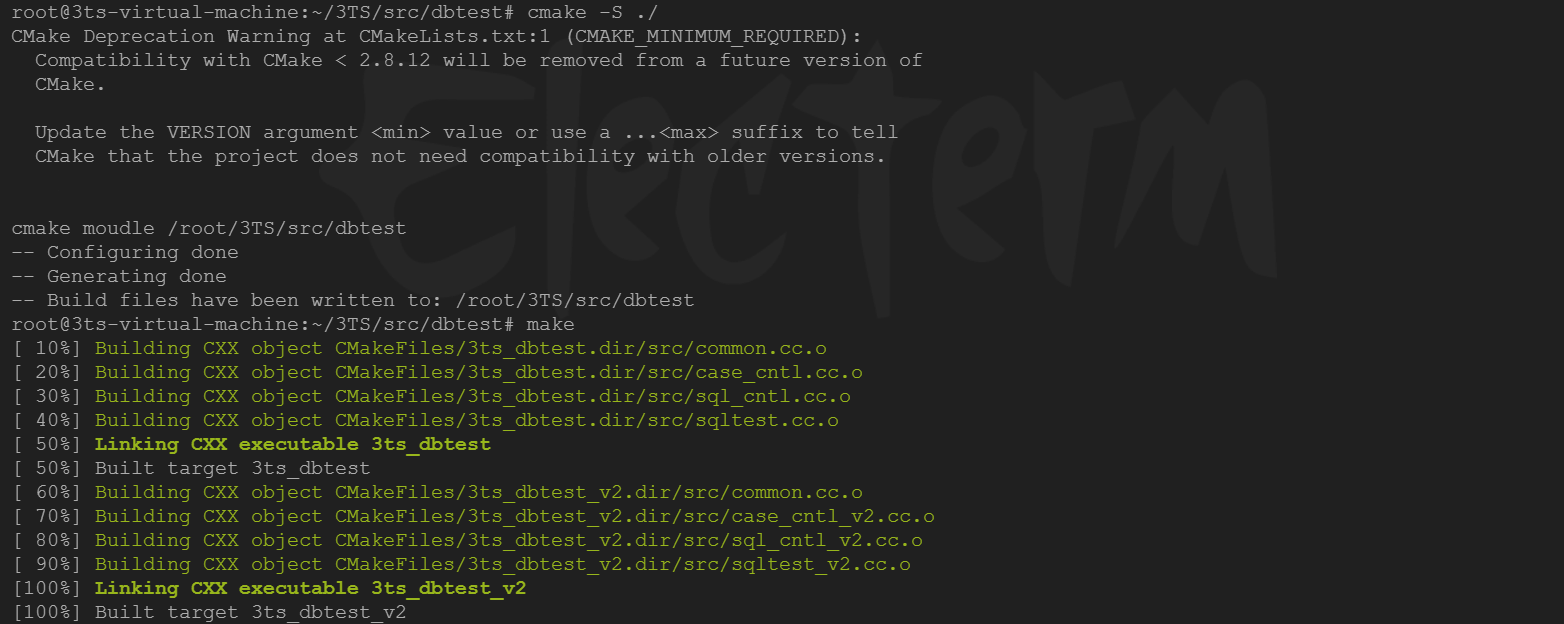 root@3ts-virtual-machine:~/3TS/src/dbtest# cmake -S ./
CMake Deprecation Warning at CMakeLists.txt:1 (CMAKE_MINIMUM_REQUIRED):
  Compatibility with CMake < 2.8.12 will be removed from a future version of
  CMake.
  Update the VERSION argument <min> value or use a ...<max> suffix to tell
  CMake that the project does not need compatibility with older versions.
cmake moudle /root/3TS/src/dbtest
-- Configuring done
-- Generating done
-- Build files have been written to: /root/3TS/src/dbtest
root@3ts-virtual-machine:~/3TS/src/dbtest# make
[ 10%] Building CXX object CMakeFiles/3ts_dbtest.dir/src/common.cc.o
[ 20%] Building CXX object CMakeFiles/3ts_dbtest.dir/src/case_cntl.cc.o
[ 30%] Building CXX object CMakeFiles/3ts_dbtest.dir/src/sql_cntl.cc.o
[ 40%] Building CXX object CMakeFiles/3ts_dbtest.dir/src/sqltest.cc.o
[ 50%] Linking CXX executable 3ts_dbtest
[ 50%] Built target 3ts_dbtest
[ 60%] Building CXX object CMakeFiles/3ts_dbtest_v2.dir/src/common.cc.o
[ 70%] Building CXX object CMakeFiles/3ts_dbtest_v2.dir/src/case_cntl_v2.cc.o
[ 80%] Building CXX object CMakeFiles/3ts_dbtest_v2.dir/src/sql_cntl_v2.cc.o
[ 90%] Building CXX object CMakeFiles/3ts_dbtest_v2.dir/src/sqltest_v2.cc.o
[100%] Linking CXX executable 3ts_dbtest_v2
[100%] Built target 3ts_dbtest_v2
Electerm